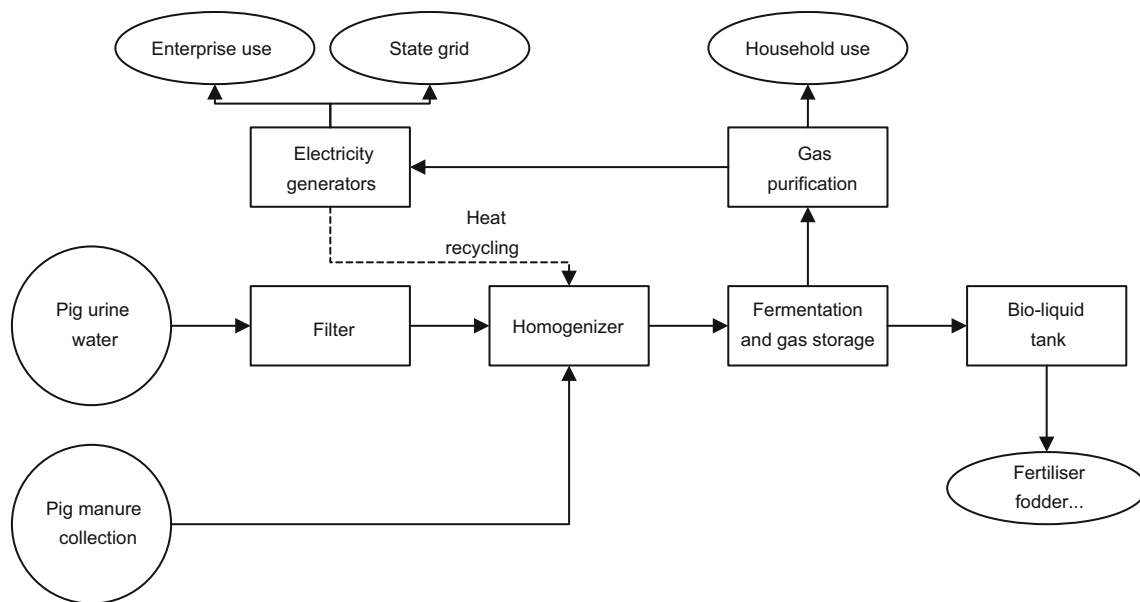 Enterprise use
State grid
Household use
Electricity
generators
Gas
purification
Heat
recycling
Pig urine
water
Filter
Homogenizer
Fermentation
and gas storage
Bio-liquid
tank
Pig manure
collection
Fertiliser
fodder...